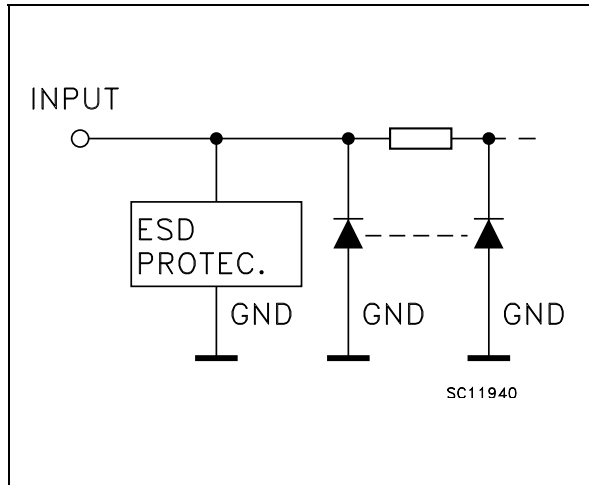 INPUT
ESD
PROTEC.
GND
GND
GND
SC11940